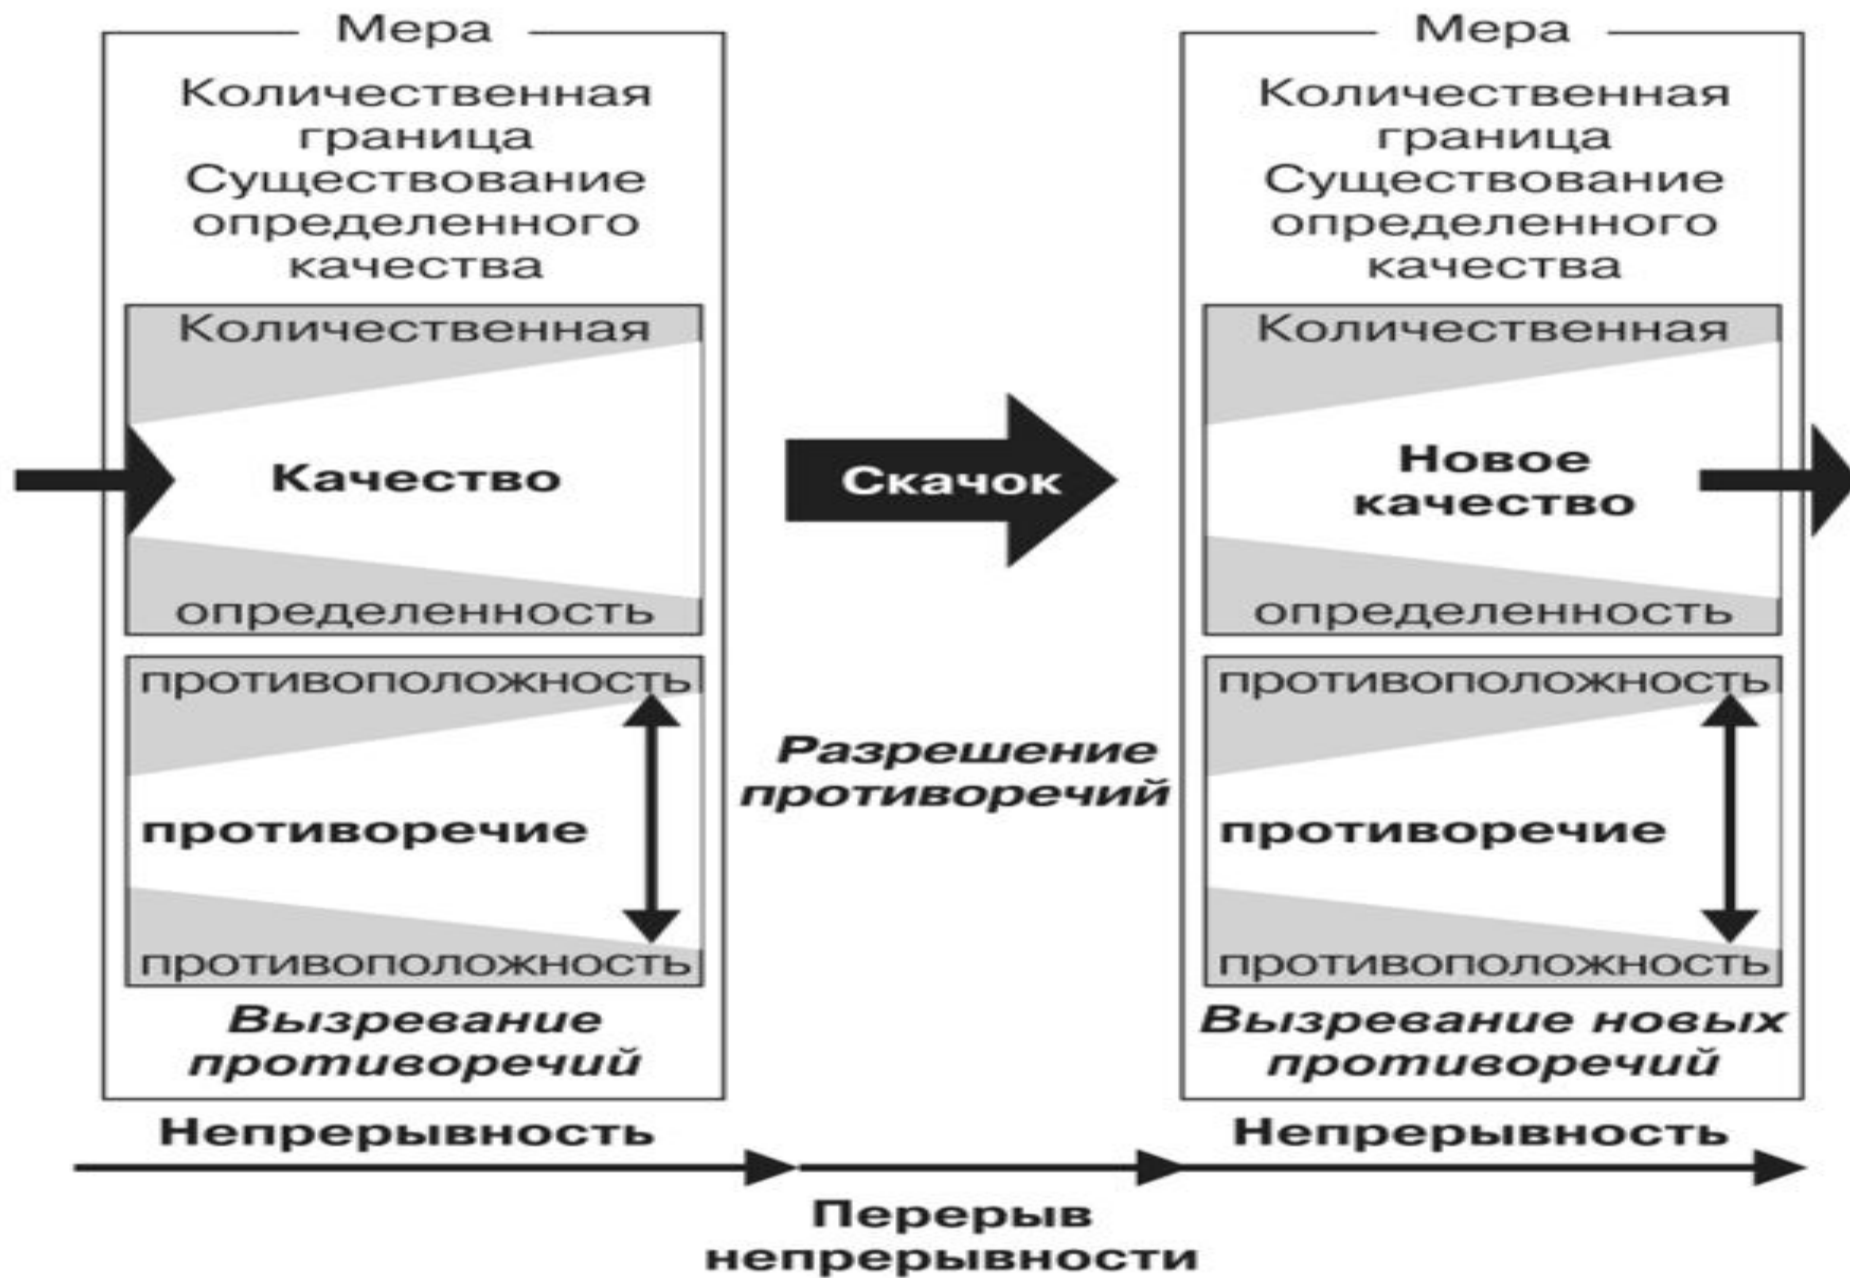 Мера
Количественная
граница
Существование
определенного
качества
Количественная
Качество
определенность
противоположность
противоречие
противоположность
Вызревание
противоречий
Непрерывность
Скачок
Разрешение
противоречий
Перерыв
непрерывности
Мера
Количественная
граница
Существование
определенного
качества
Количественная
Новое
качество
определенность
противоположность
противоречие
противоположность
Вызревание новых
противоречий
Непрерывность